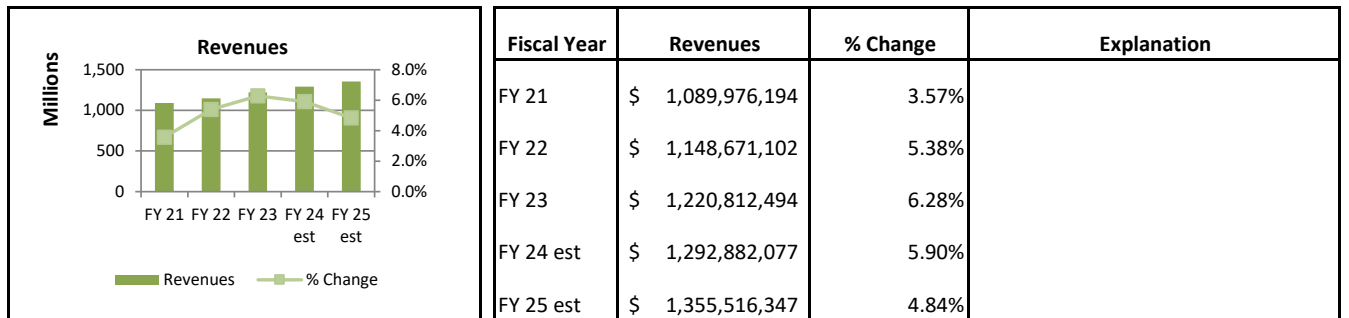 Revenues
Millions
1,500
1,000
500
0
8.0%
6.0%
4.0%
2.0%
0.0%
FY 21 FY 22 FY 23 FY 24 FY 25
est est
Revenues % Change
Fiscal Year Revenues % Change Explanation
FY 21 $ 1,089,976,194 3.57%
FY 22 $ 1,148,671,102 5.38%
FY 23 $ 1,220,812,494 6.28%
FY 24 est $ 1,292,882,077 5.90%
FY 25 est $ 1,355,516,347 4.84%